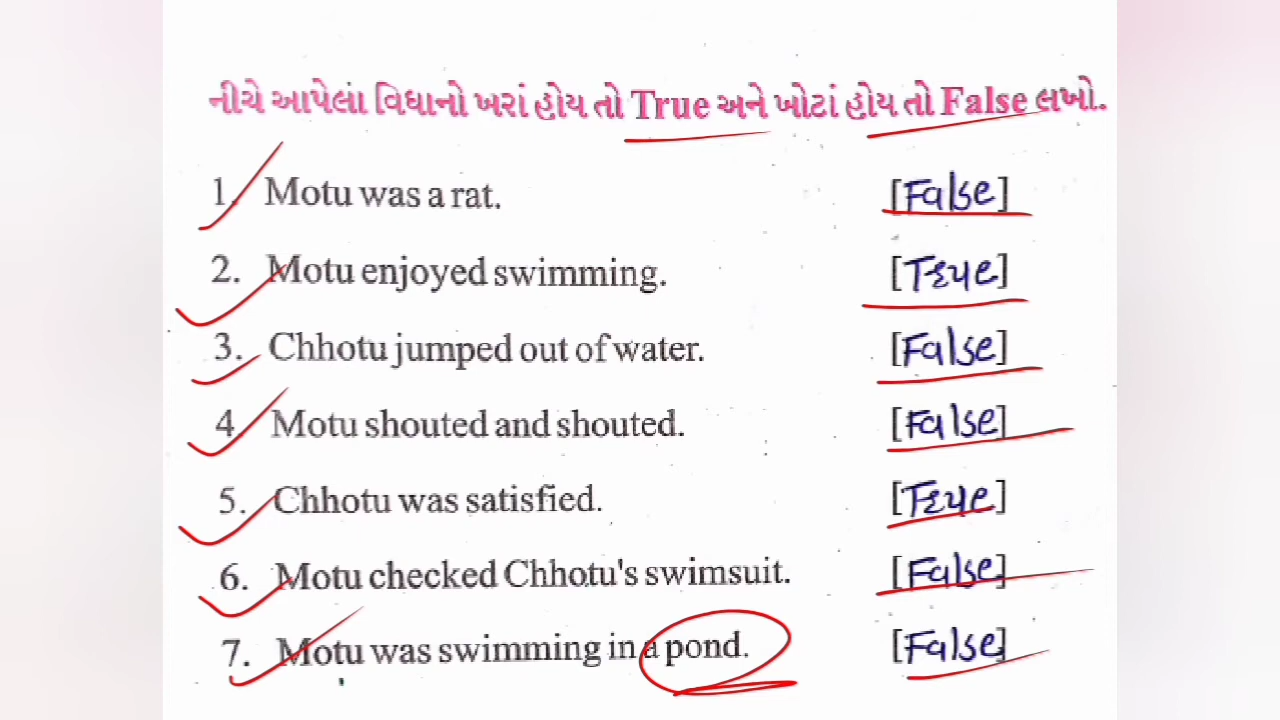 નીચે આપેલાં વિધાનો ખરાં હોય તો True અને ખોટાં હોય તો False લખો.
1. Motu was a rat. [False]
2. Motu enjoyed swimming. [True]
3. Chhotu jumped out of water. [False]
4. Motu shouted and shouted. [False]
5. Chhotu was satisfied. [True]
6. Motu checked Chhotu's swimsuit. [False]
7. Motu was swimming in a pond. [False]